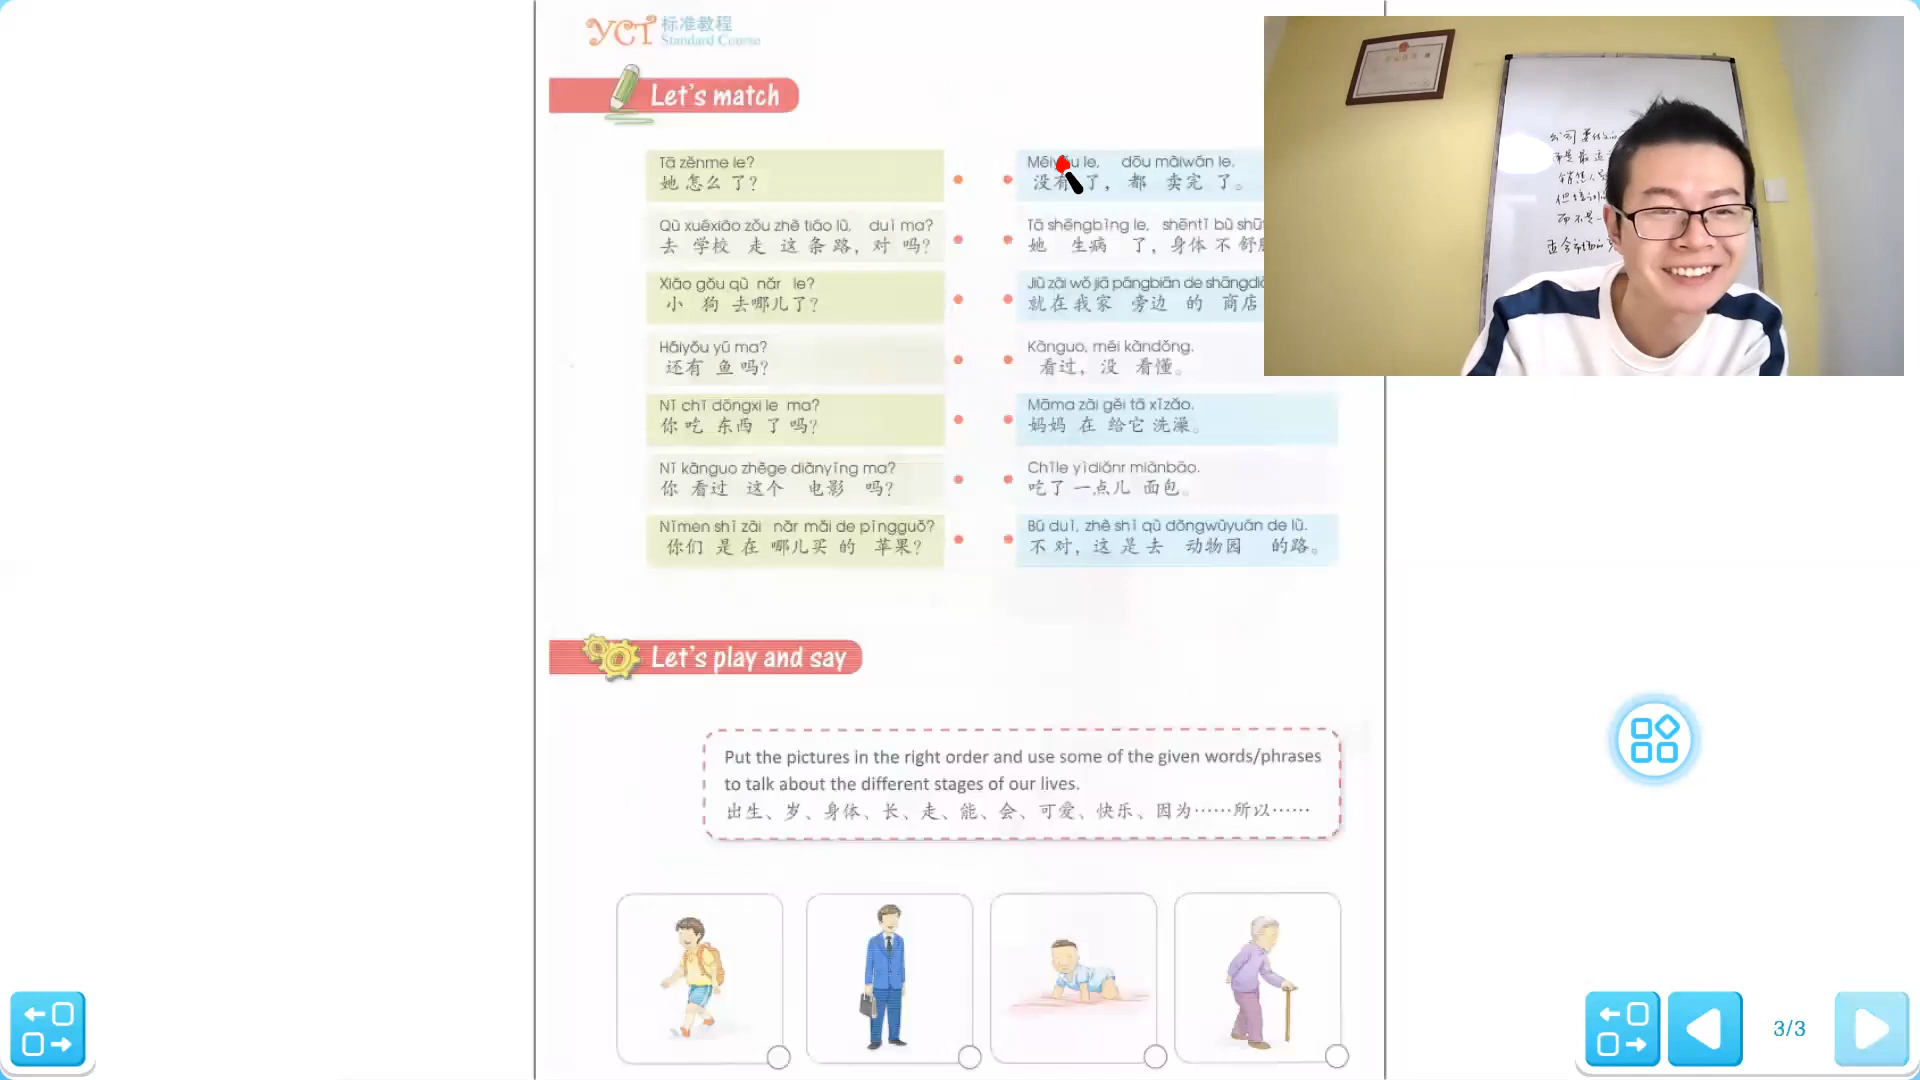 YCT 标准教程
Standard Course
Let's match
Tā zěnme le?
她 怎么 了?
Qù xuéxiào zǒu zhè tiáo lù, duì ma?
去 学校 走 这 条 路, 对 吗?
Xiǎo gǒu qù nǎr le?
小 狗 去哪儿了?
Háiyǒu yú ma?
还有 鱼 吗?
Nǐ chī dōngxi le ma?
你 吃 东西 了 吗?
Nǐ kànguo zhège diànyǐng ma?
你 看过 这个 电影 吗?
Nǐmen shì zài nǎr mǎi de píngguǒ?
你们 是 在 哪儿买 的 苹果?
le, dōu màiwán le.
没有了, 都 卖完 了。
Tā shēngbìng le, shēntǐ bù
她 生病 了, 身体 不 舒
Jiù zài wǒ jiā pángbiān de
就在我家 旁边 的 商店
Kànguo, méi kàndǒng.
看过, 没 看懂。
Māma zài gěi tā xǐzǎo.
妈妈 在 给它 洗澡。
Chīle yìdiǎnr miànbāo.
吃了 一点儿 面包。
Bú duì, zhè shì qù dòngwùyuán de lù.
不 对, 这 是 去 动物园 的路。
Let's play and say
Put the pictures in the right order and use some of the given words/phrases
to talk about the different stages of our lives.
出生、岁、身体、长、走、能、会、可爱、快乐、因为……所以……
3/3